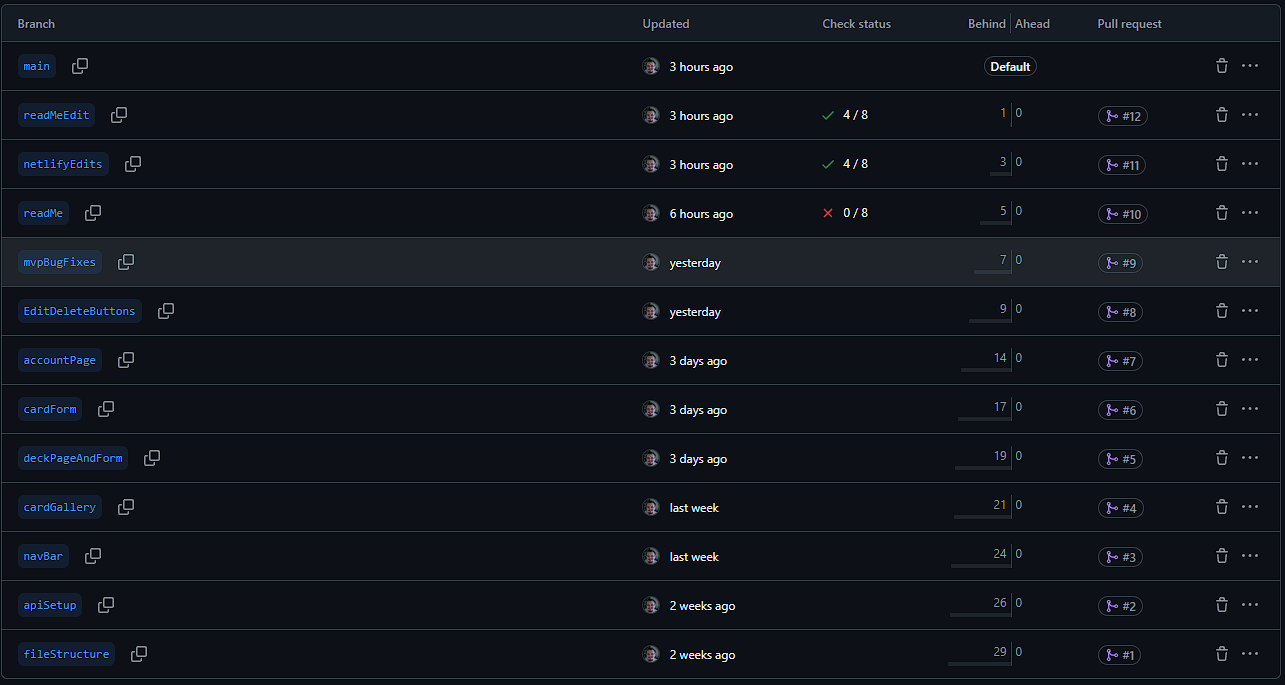 Branch Updated Check status Behind Ahead Pull request
main 3 hours ago Default
readMeEdit 3 hours ago 4 / 8 1 0 #12
netlifyEdits 3 hours ago 4 / 8 3 0 #11
readMe 6 hours ago 0 / 8 5 0 #10
mvpBugFixes yesterday 7 0 #9
EditDeleteButtons yesterday 9 0 #8
accountPage 3 days ago 14 0 #7
cardForm 3 days ago 17 0 #6
deckPageAndForm 3 days ago 19 0 #5
cardGallery last week 21 0 #4
navBar last week 24 0 #3
apiSetup 2 weeks ago 26 0 #2
fileStructure 2 weeks ago 29 0 #1